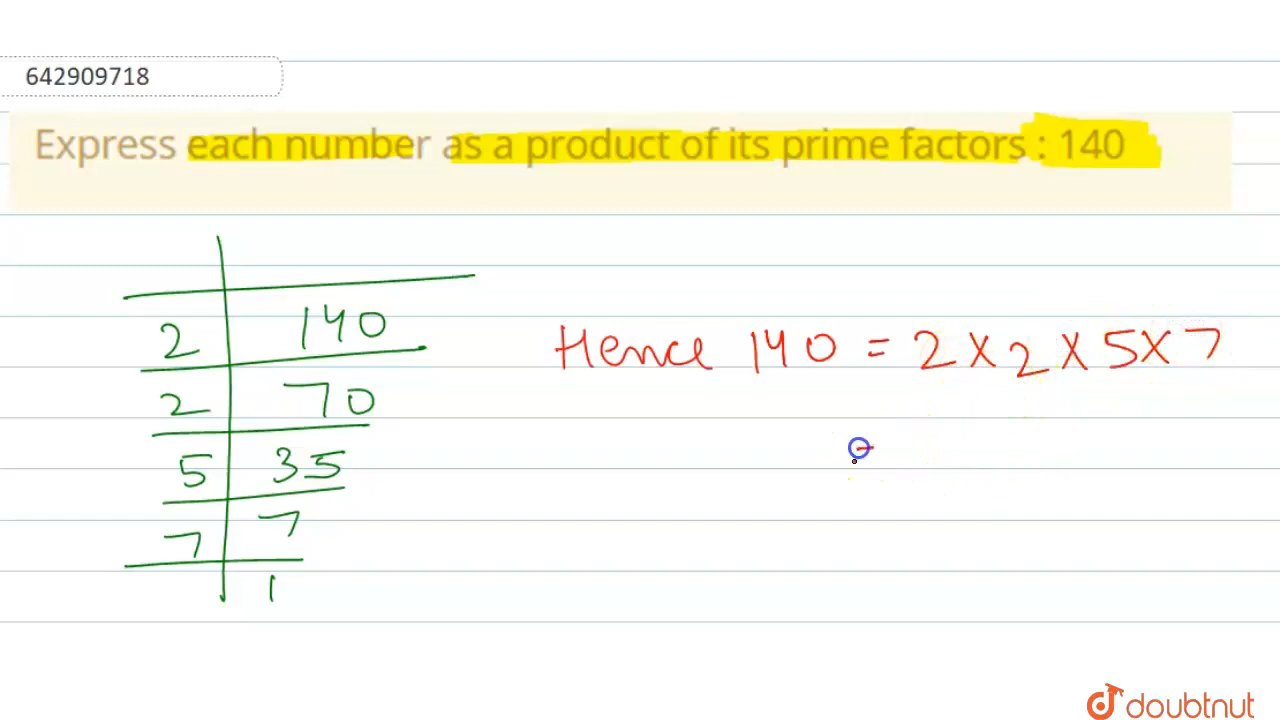 642909718
Express each number as a product of its prime factors : 140
2 140
2 70
5 35
7 7
1
Hence 140 = 2 X 2 X 5 X 7
=
doubtnut